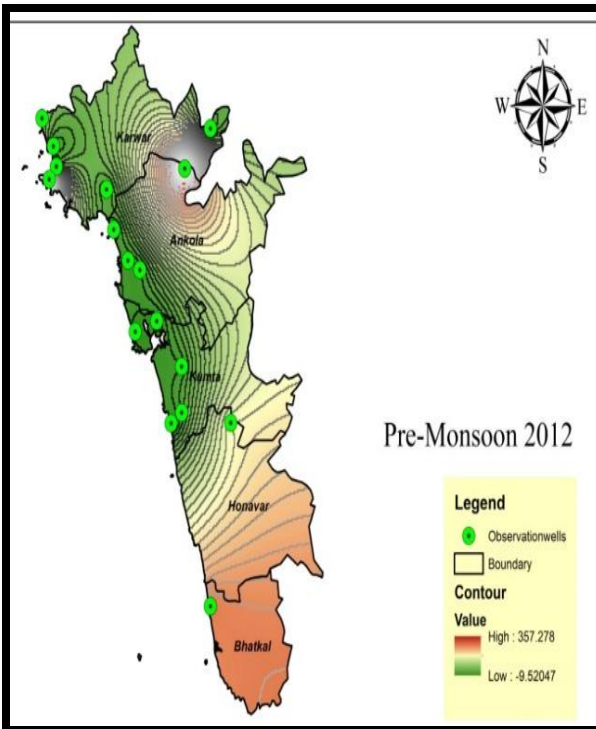 N
W E
S
Karwar
Ankola
Kumta
Pre-Monsoon 2012
Honavar
Bhatkal
Legend
Observationwells
Boundary
Contour
Value
High : 357.278
Low : -9.52047